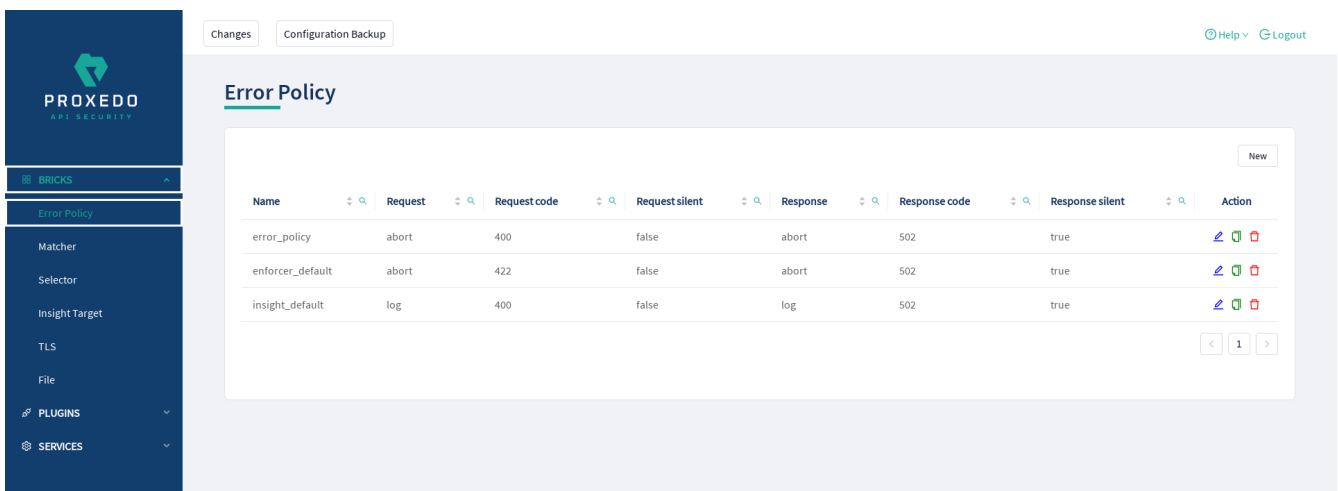 Changes Configuration Backup Help Logout
PROXEDO
API SECURITY
Error Policy
New
BRICKS
Error Policy
Matcher
Selector
Insight Target
TLS
File
PLUGINS
SERVICES
Name Request Request code Request silent Response Response code Response silent Action
error_policy abort 400 false abort 502 true
enforcer_default abort 422 false abort 502 true
insight_default log 400 false log 502 true
< 1 >